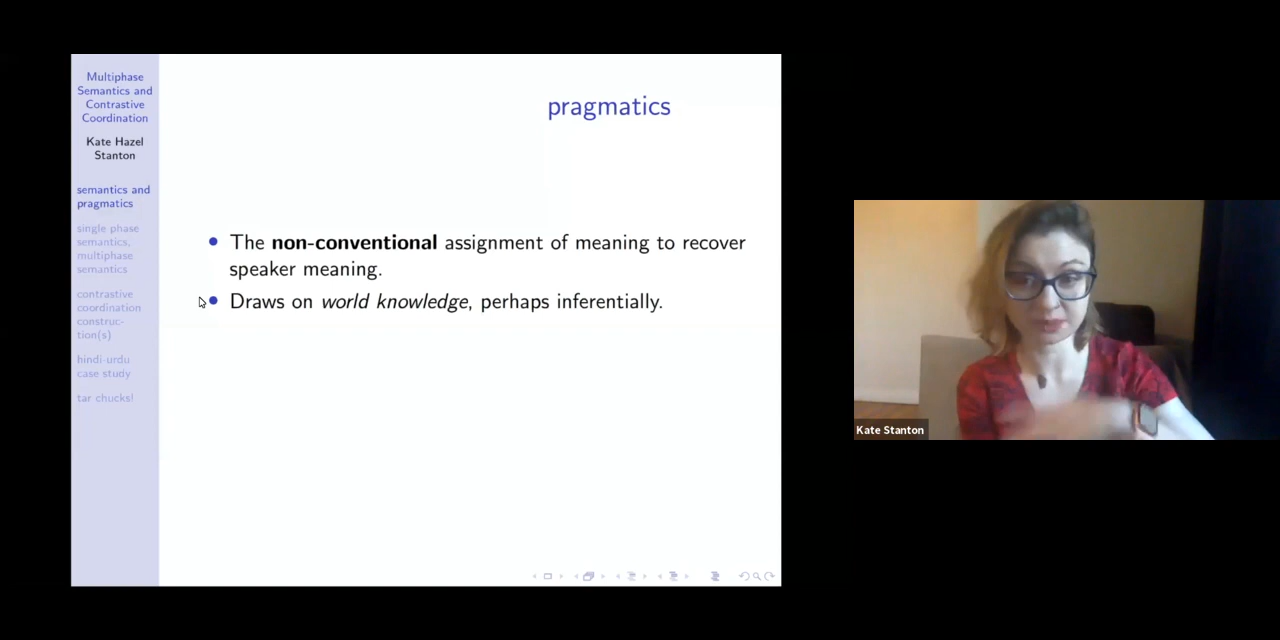 Multiphase
Semantics and
Contrastive
Coordination
Kate Hazel
Stanton
semantics and
pragmatics
single phase
semantics,
multiphase
semantics
contrastive
coordination
construc-
tion(s)
hindi-urdu
case study
tar chucks!
pragmatics
The non-conventional assignment of meaning to recover
speaker meaning.
Draws on world knowledge, perhaps inferentially.
Kate Stanton